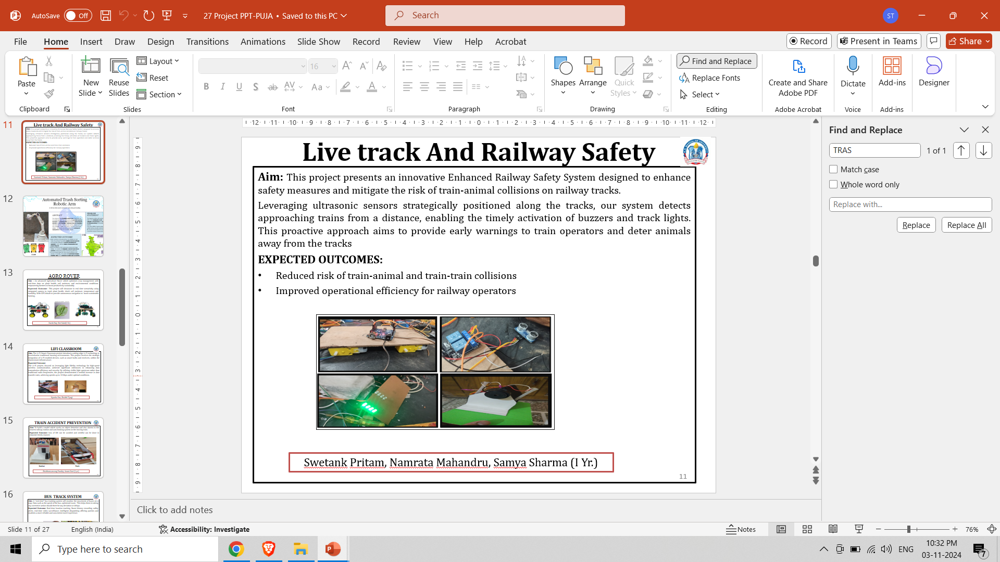 AutoSave Off
27 Project PPT-PUJA • Saved to this PC
Search
ST
File Home Insert Draw Design Transitions Animations Slide Show Record Review View Help Acrobat
Record
Present in Teams
Share
Paste
Clipboard
New Slide
Reuse Slides
Layout
Reset
Section
Slides
16
Font
Paragraph
Shapes
Arrange
Quick Styles
Drawing
Find and Replace
Replace Fonts
Select
Editing
Create and Share Adobe PDF
Adobe Acrobat
Dictate
Voice
Add-ins
Add-ins
Designer
11
Live track And Railway Safety
12
Automated Trash Sorting
Robotic Arm
ABSTRACT
PROBLEM STATEMENT
EXPECTED OUTCOME
13
AGRO ROVER
14
LIFI CLASSROOM
15
TRAIN ACCIDENT PREVENTION
16
BUS TRACK SYSTEM
Live track And Railway Safety
Aim: This project presents an innovative Enhanced Railway Safety System designed to enhance
safety measures and mitigate the risk of train-animal collisions on railway tracks.
Leveraging ultrasonic sensors strategically positioned along the tracks, our system detects
approaching trains from a distance, enabling the timely activation of buzzers and track lights.
This proactive approach aims to provide early warnings to train operators and deter animals
away from the tracks
EXPECTED OUTCOMES:
• Reduced risk of train-animal and train-train collisions
• Improved operational efficiency for railway operators
Swetank Pritam, Namrata Mahandru, Samya Sharma (I Yr.)
11
Click to add notes
Find and Replace
TRAS
1 of 1
Match case
Whole word only
Replace with...
Replace
Replace All
Slide 11 of 27
English (India)
Accessibility: Investigate
Notes
76%
Type here to search
ENG
10:32 PM
03-11-2024
7